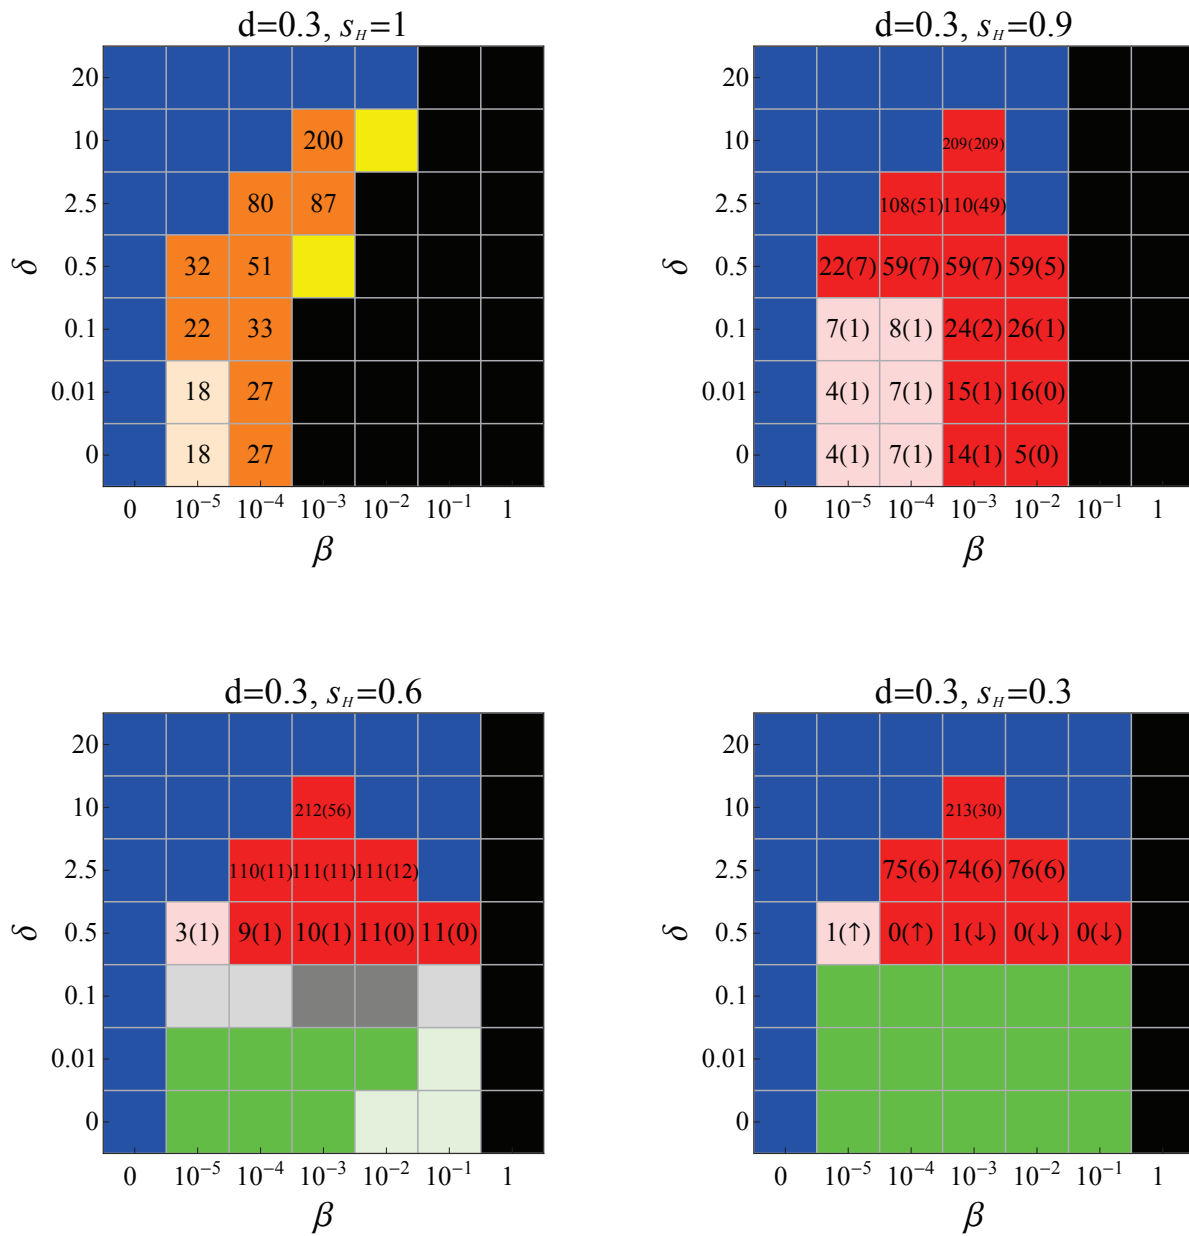 d=0.3, s_H=1
20
10 200
2.5 80 87
δ 0.5 32 51
0.1 22 33
0.01 18 27
0 18 27
0 10⁻⁵ 10⁻⁴ 10⁻³ 10⁻² 10⁻¹ 1
β
d=0.3, s_H=0.9
20
10 209(209)
2.5 108(51) 110(49)
δ 0.5 22(7) 59(7) 59(7) 59(5)
0.1 7(1) 8(1) 24(2) 26(1)
0.01 4(1) 7(1) 15(1) 16(0)
0 4(1) 7(1) 14(1) 5(0)
0 10⁻⁵ 10⁻⁴ 10⁻³ 10⁻² 10⁻¹ 1
β
d=0.3, s_H=0.6
20
10 212(56)
2.5 110(11) 111(11) 111(12)
δ 0.5 3(1) 9(1) 10(1) 11(0) 11(0)
0.1
0.01
0
0 10⁻⁵ 10⁻⁴ 10⁻³ 10⁻² 10⁻¹ 1
β
d=0.3, s_H=0.3
20
10 213(30)
2.5 75(6) 74(6) 76(6)
δ 0.5 1(↑) 0(↑) 1(↓) 0(↓) 0(↓)
0.1
0.01
0
0 10⁻⁵ 10⁻⁴ 10⁻³ 10⁻² 10⁻¹ 1
β